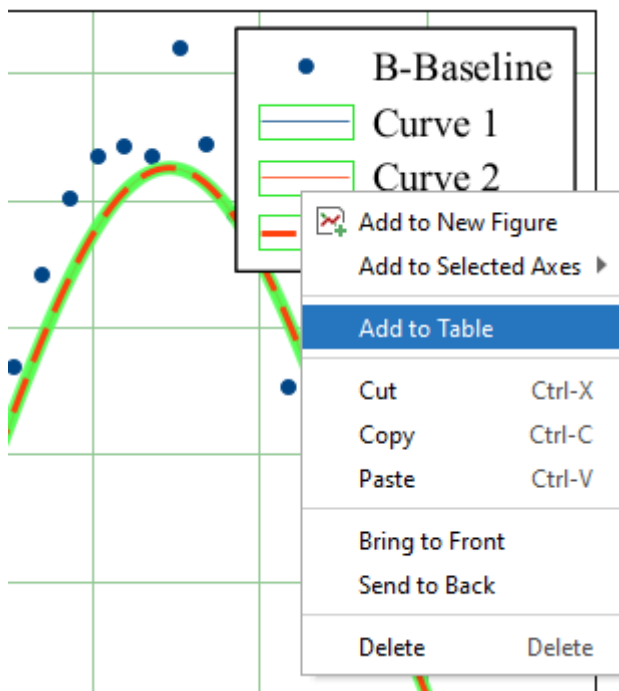 B-Baseline
Curve 1
Curve 2
Add to New Figure
Add to Selected Axes
Add to Table
Cut Ctrl-X
Copy Ctrl-C
Paste Ctrl-V
Bring to Front
Send to Back
Delete Delete